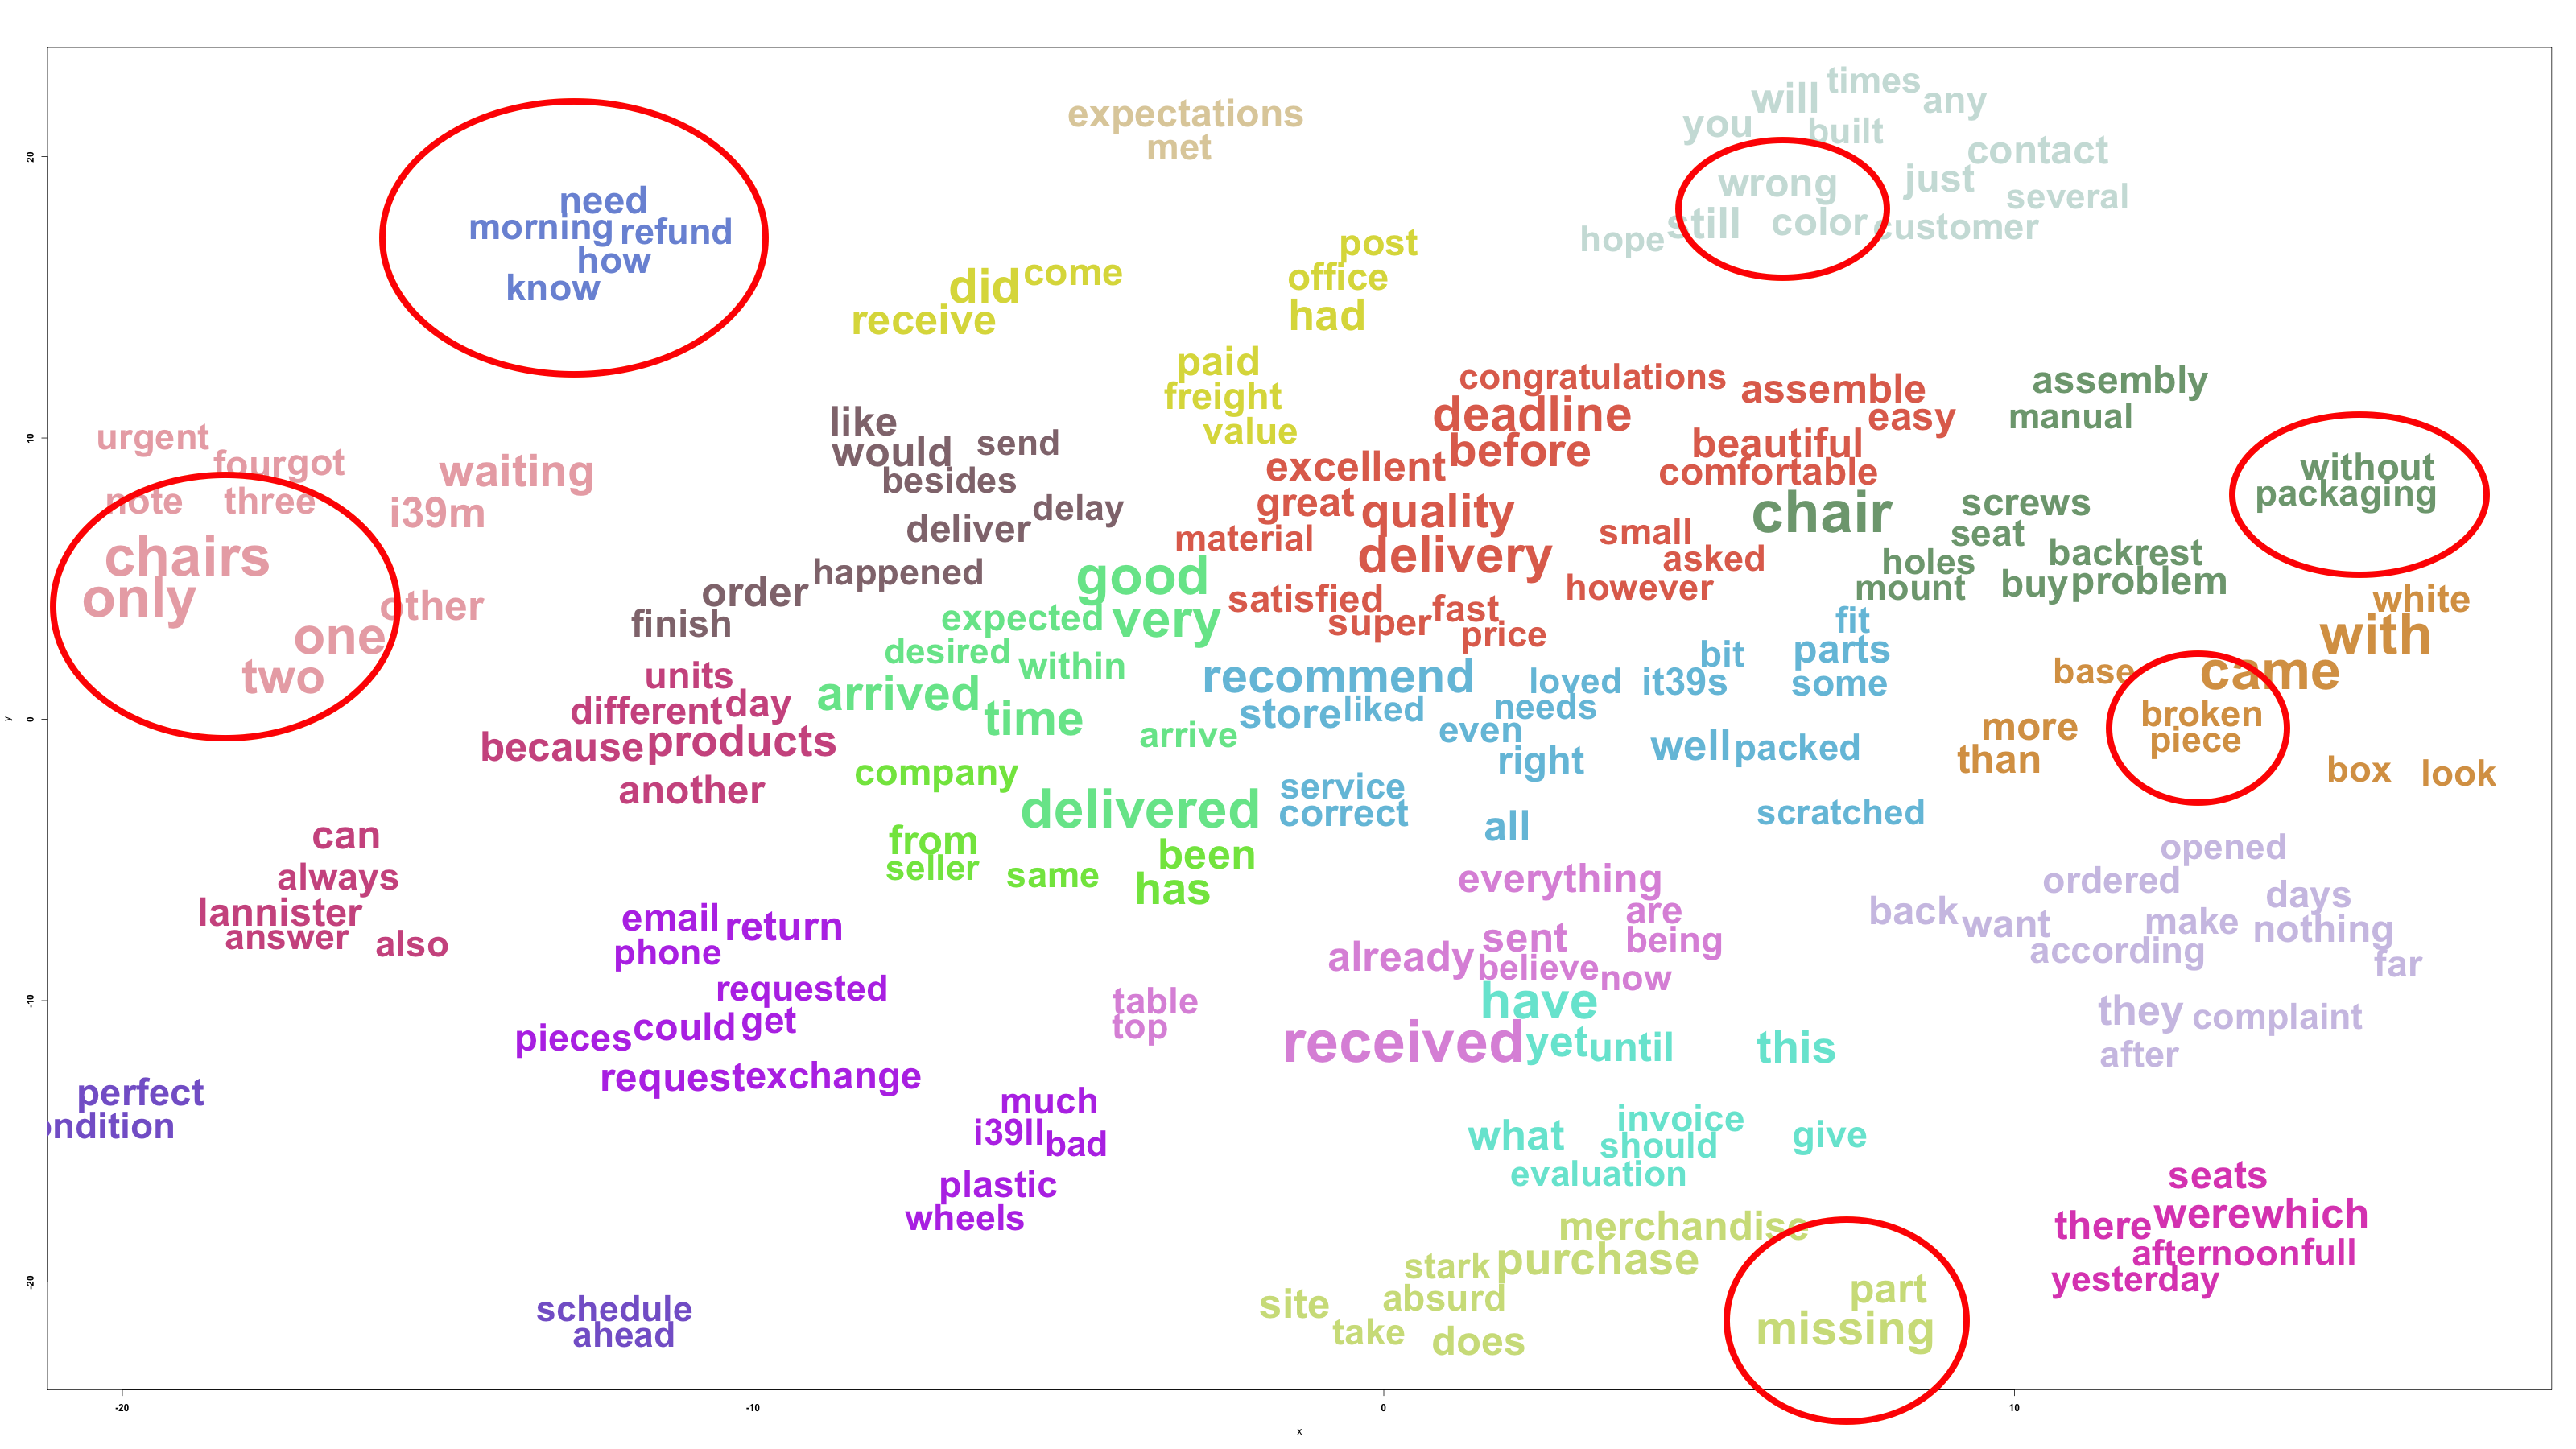 times
will
any
expectations
you
built
met
contact
wrong
just
several
need
still
color
customer
morning
refund
hope
how
know
post
did
come
office
receive
had
paid
freight
value
congratulations
assemble
assembly
deadline
easy
manual
before
beautiful
excellent
comfortable
like
would
send
besides
delay
deliver
happened
order
finish
urgent
fourgot
note
three
waiting
i39m
chairs
only
other
one
two
great
quality
material
delivery
small
asked
however
satisfied
super
fast
price
chair
screws
seat
holes
backrest
mount
buy
problem
without
packaging
good
expected
very
desired
within
arrived
time
arrive
delivered
units
different
day
because
products
another
company
from
seller
same
been
has
recommend
store
liked
loved
it39s
bit
fit
parts
some
needs
even
right
well
packed
service
correct
all
scratched
white
with
base
came
broken
piece
more
than
box
look
can
always
lannister
answer
also
email
return
phone
requested
pieces
could
get
request
exchange
much
i39ll
bad
plastic
wheels
everything
are
being
sent
already
believe
now
table
top
received
have
yet
until
this
what
invoice
should
give
evaluation
opened
ordered
days
back
want
make
nothing
according
far
they
complaint
after
perfect
ondition
schedule
ahead
merchandise
stark
purchase
site
absurd
take
does
part
missing
seats
there
were
which
afternoon
full
yesterday
20
10
0
-10
-20
y
-20
-10
0
10
x